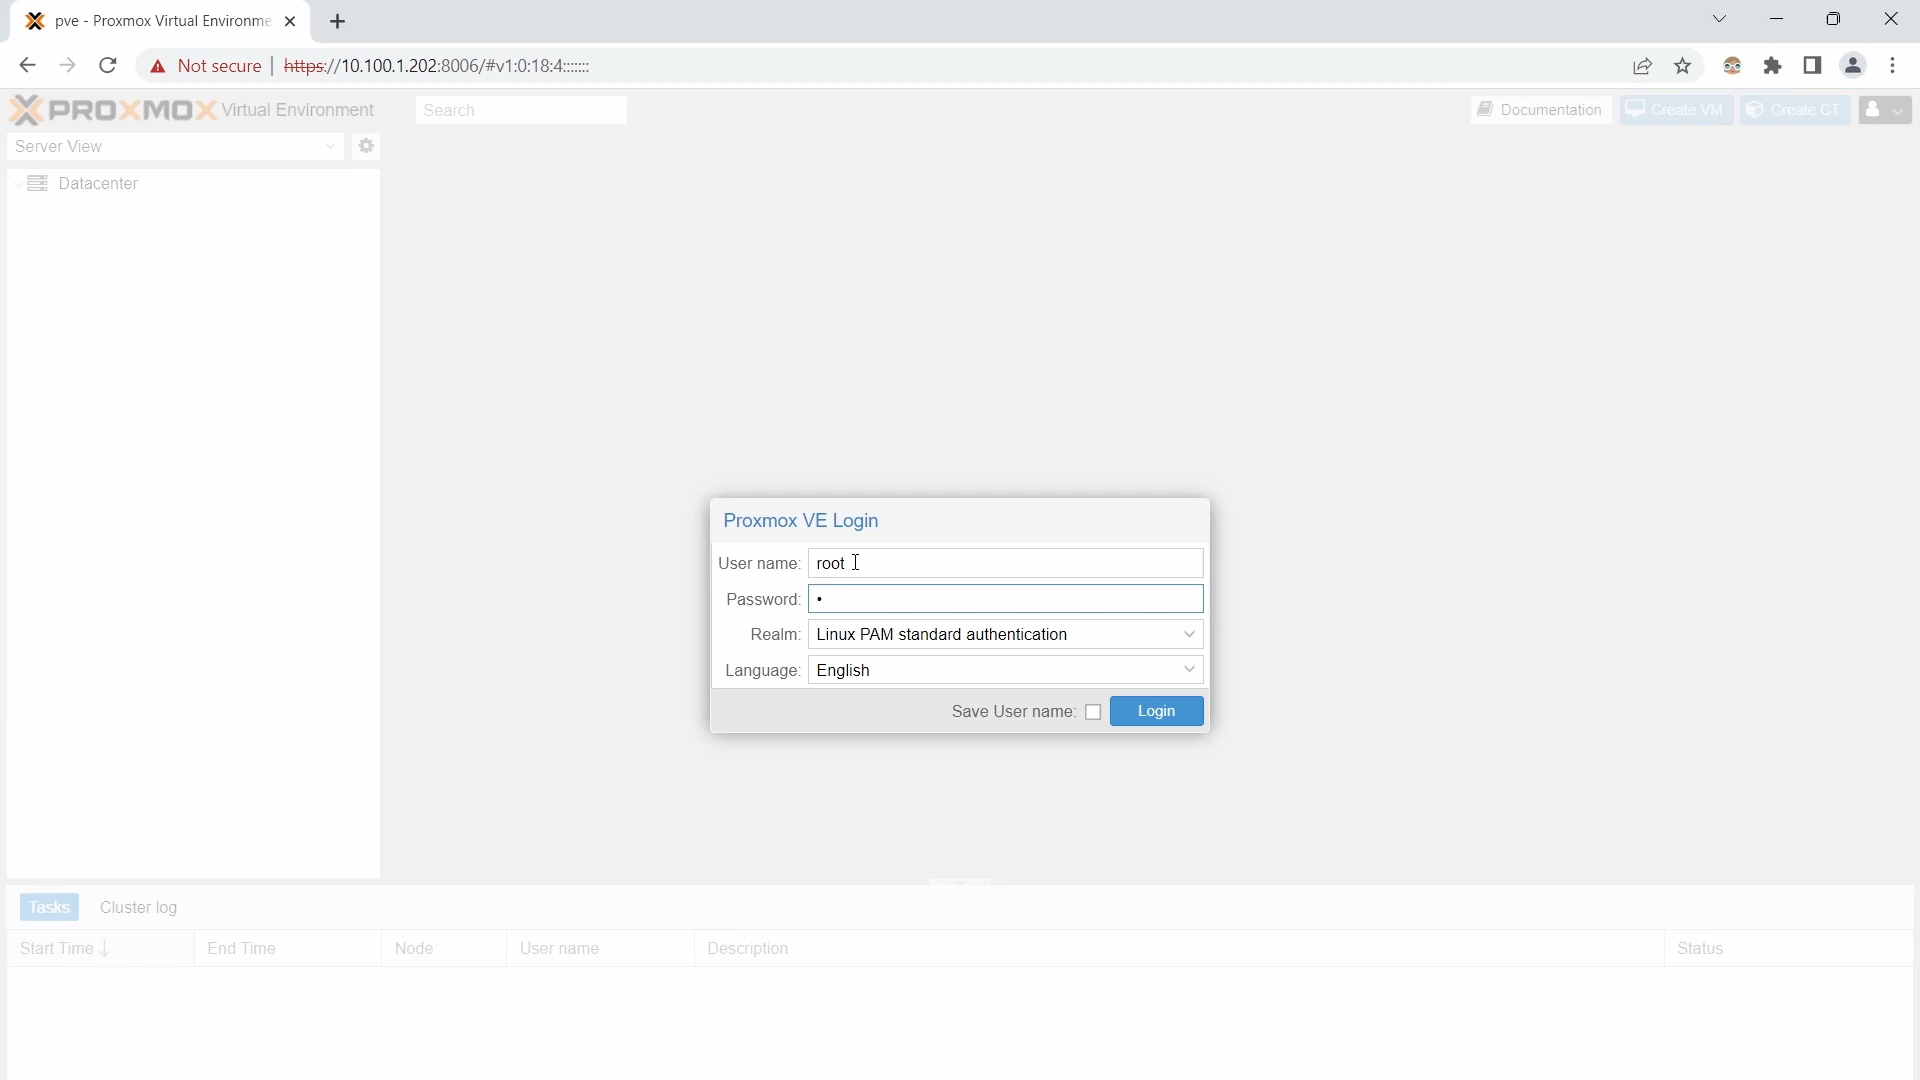 pve - Proxmox Virtual Environme
Not secure | https://10.100.1.202:8006/#v1:0:18:4:::::::
PROXMOX Virtual Environment
Search
Documentation
Create VM
Create CT
Server View
Datacenter
Proxmox VE Login
User name: root
Password: •
Realm: Linux PAM standard authentication
Language: English
Save User name:
Login
Tasks
Cluster log
Start Time
End Time
Node
User name
Description
Status